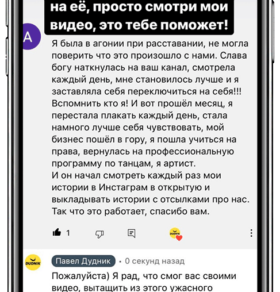 на её, просто смотри мои
видео, это тебе поможет!
А
Я была в агонии при расставании, не могла
поверить что это произошло с нами. Слава
богу наткнулась на ваш канал, смотрела
каждый день, мне становилось лучше и я
заставляла себя переключиться на себя!!!
Вспомнить кто я! И вот прошёл месяц, я
перестала плакать каждый день, стала
намного лучше себя чувствовать, мой
бизнес пошёл в гору, я пошла учиться на
права, вернулась на профессиональную
программу по танцам, я артист.
И он начал смотреть каждый раз мои
истории в Инстаграм в открытую и
выкладывать истории с отсылками про нас.
Так что это работает, спасибо вам.
1
Павел Дудник • 0 секунд назад
Пожалуйста) Я рад, что смог вас своими
видео, вытащить из этого ужасного